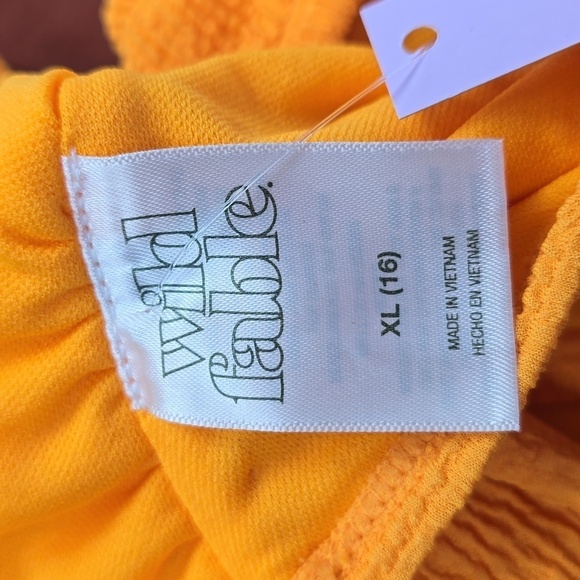 wild
fable.
XL (16)
MADE IN VIETNAM
HECHO EN VIETNAM